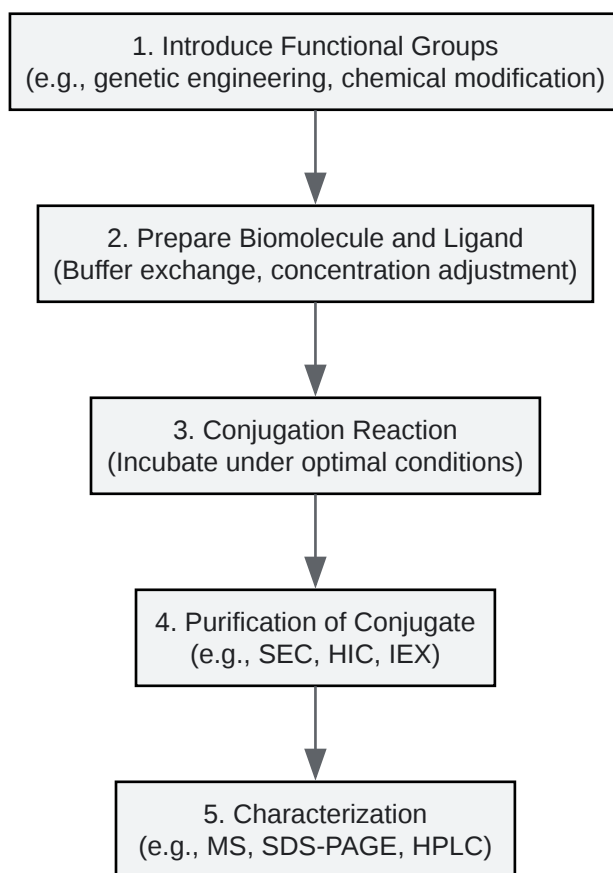 1. Introduce Functional Groups
(e.g., genetic engineering, chemical modification)
2. Prepare Biomolecule and Ligand
(Buffer exchange, concentration adjustment)
3. Conjugation Reaction
(Incubate under optimal conditions)
4. Purification of Conjugate
(e.g., SEC, HIC, IEX)
5. Characterization
(e.g., MS, SDS-PAGE, HPLC)